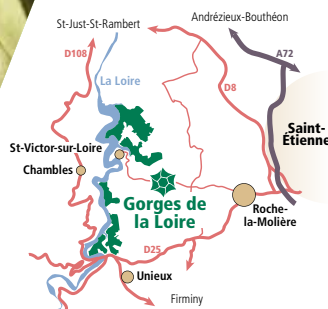 St-Just-St-Rambert
Andrézieux-Bouthéon
D108
A72
La Loire
D8
St-Victor-sur-Loire
Saint-
Étienne
Chambles
Gorges de
la Loire
Roche-
la-Molière
D25
Unieux
Firminy